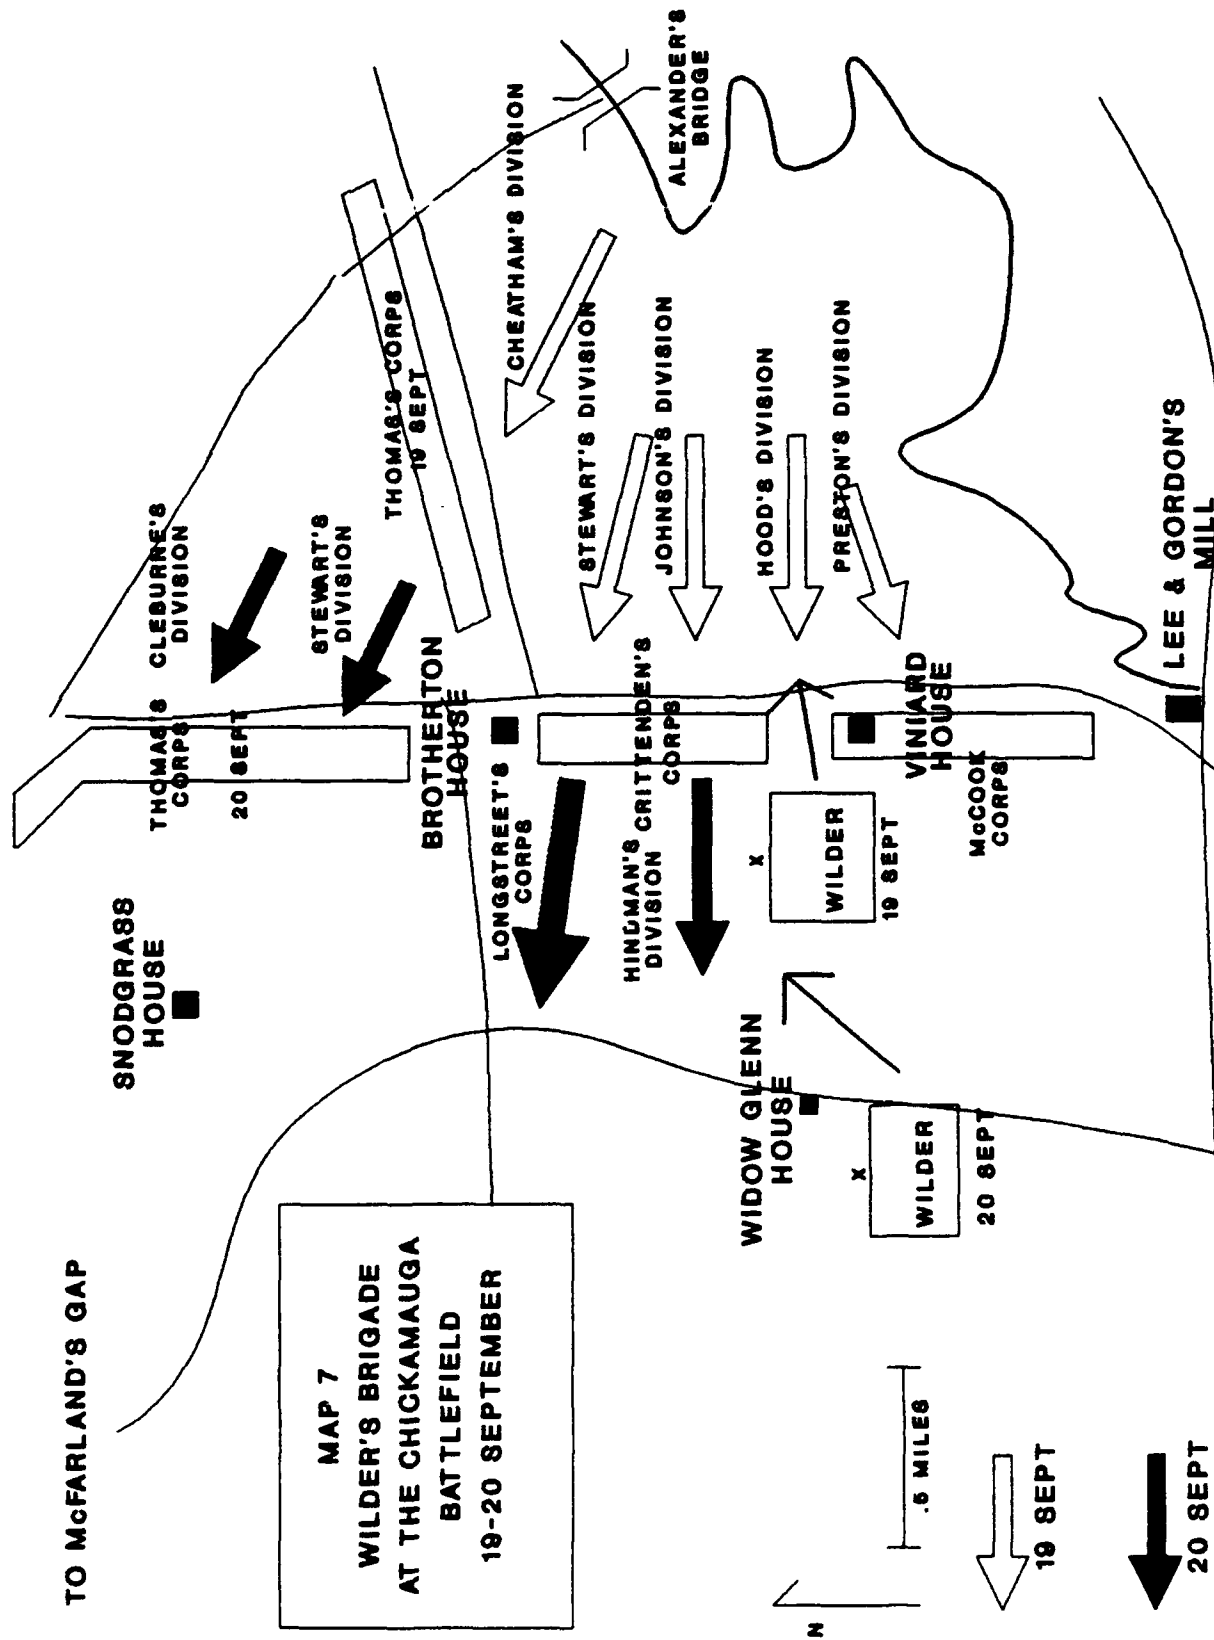 TO McFARLAND'S GAP
MAP 7
WILDER'S BRIGADE
AT THE CHICKAMAUGA
BATTLEFIELD
19-20 SEPTEMBER
SNODGRASS
HOUSE
THOMAS'S
CORPS
20 SEPT
CLEBURRE'S
DIVISION
STEWART'S
DIVISION
THOMAS'S CORPS
19 SEPT
BROTHERTON
HOUSE
LONGSTREET'S
CORPS
CHEATHAM'S DIVISION
ALEXANDER'S
BRIDGE
HINDMAN'S
DIVISION
CRITTENDEN'S
CORPS
STEWART'S DIVISION
JOHNSON'S DIVISION
HOOD'S DIVISION
PRESTON'S DIVISION
WIDOW GLENN
HOUSE
X
WILDER
19 SEPT
X
WILDER
20 SEPT
VINIARD
HOUSE
McCOOK
CORPS
LEE & GORDON'S
MILL
N
.5 MILES
19 SEPT
20 SEPT